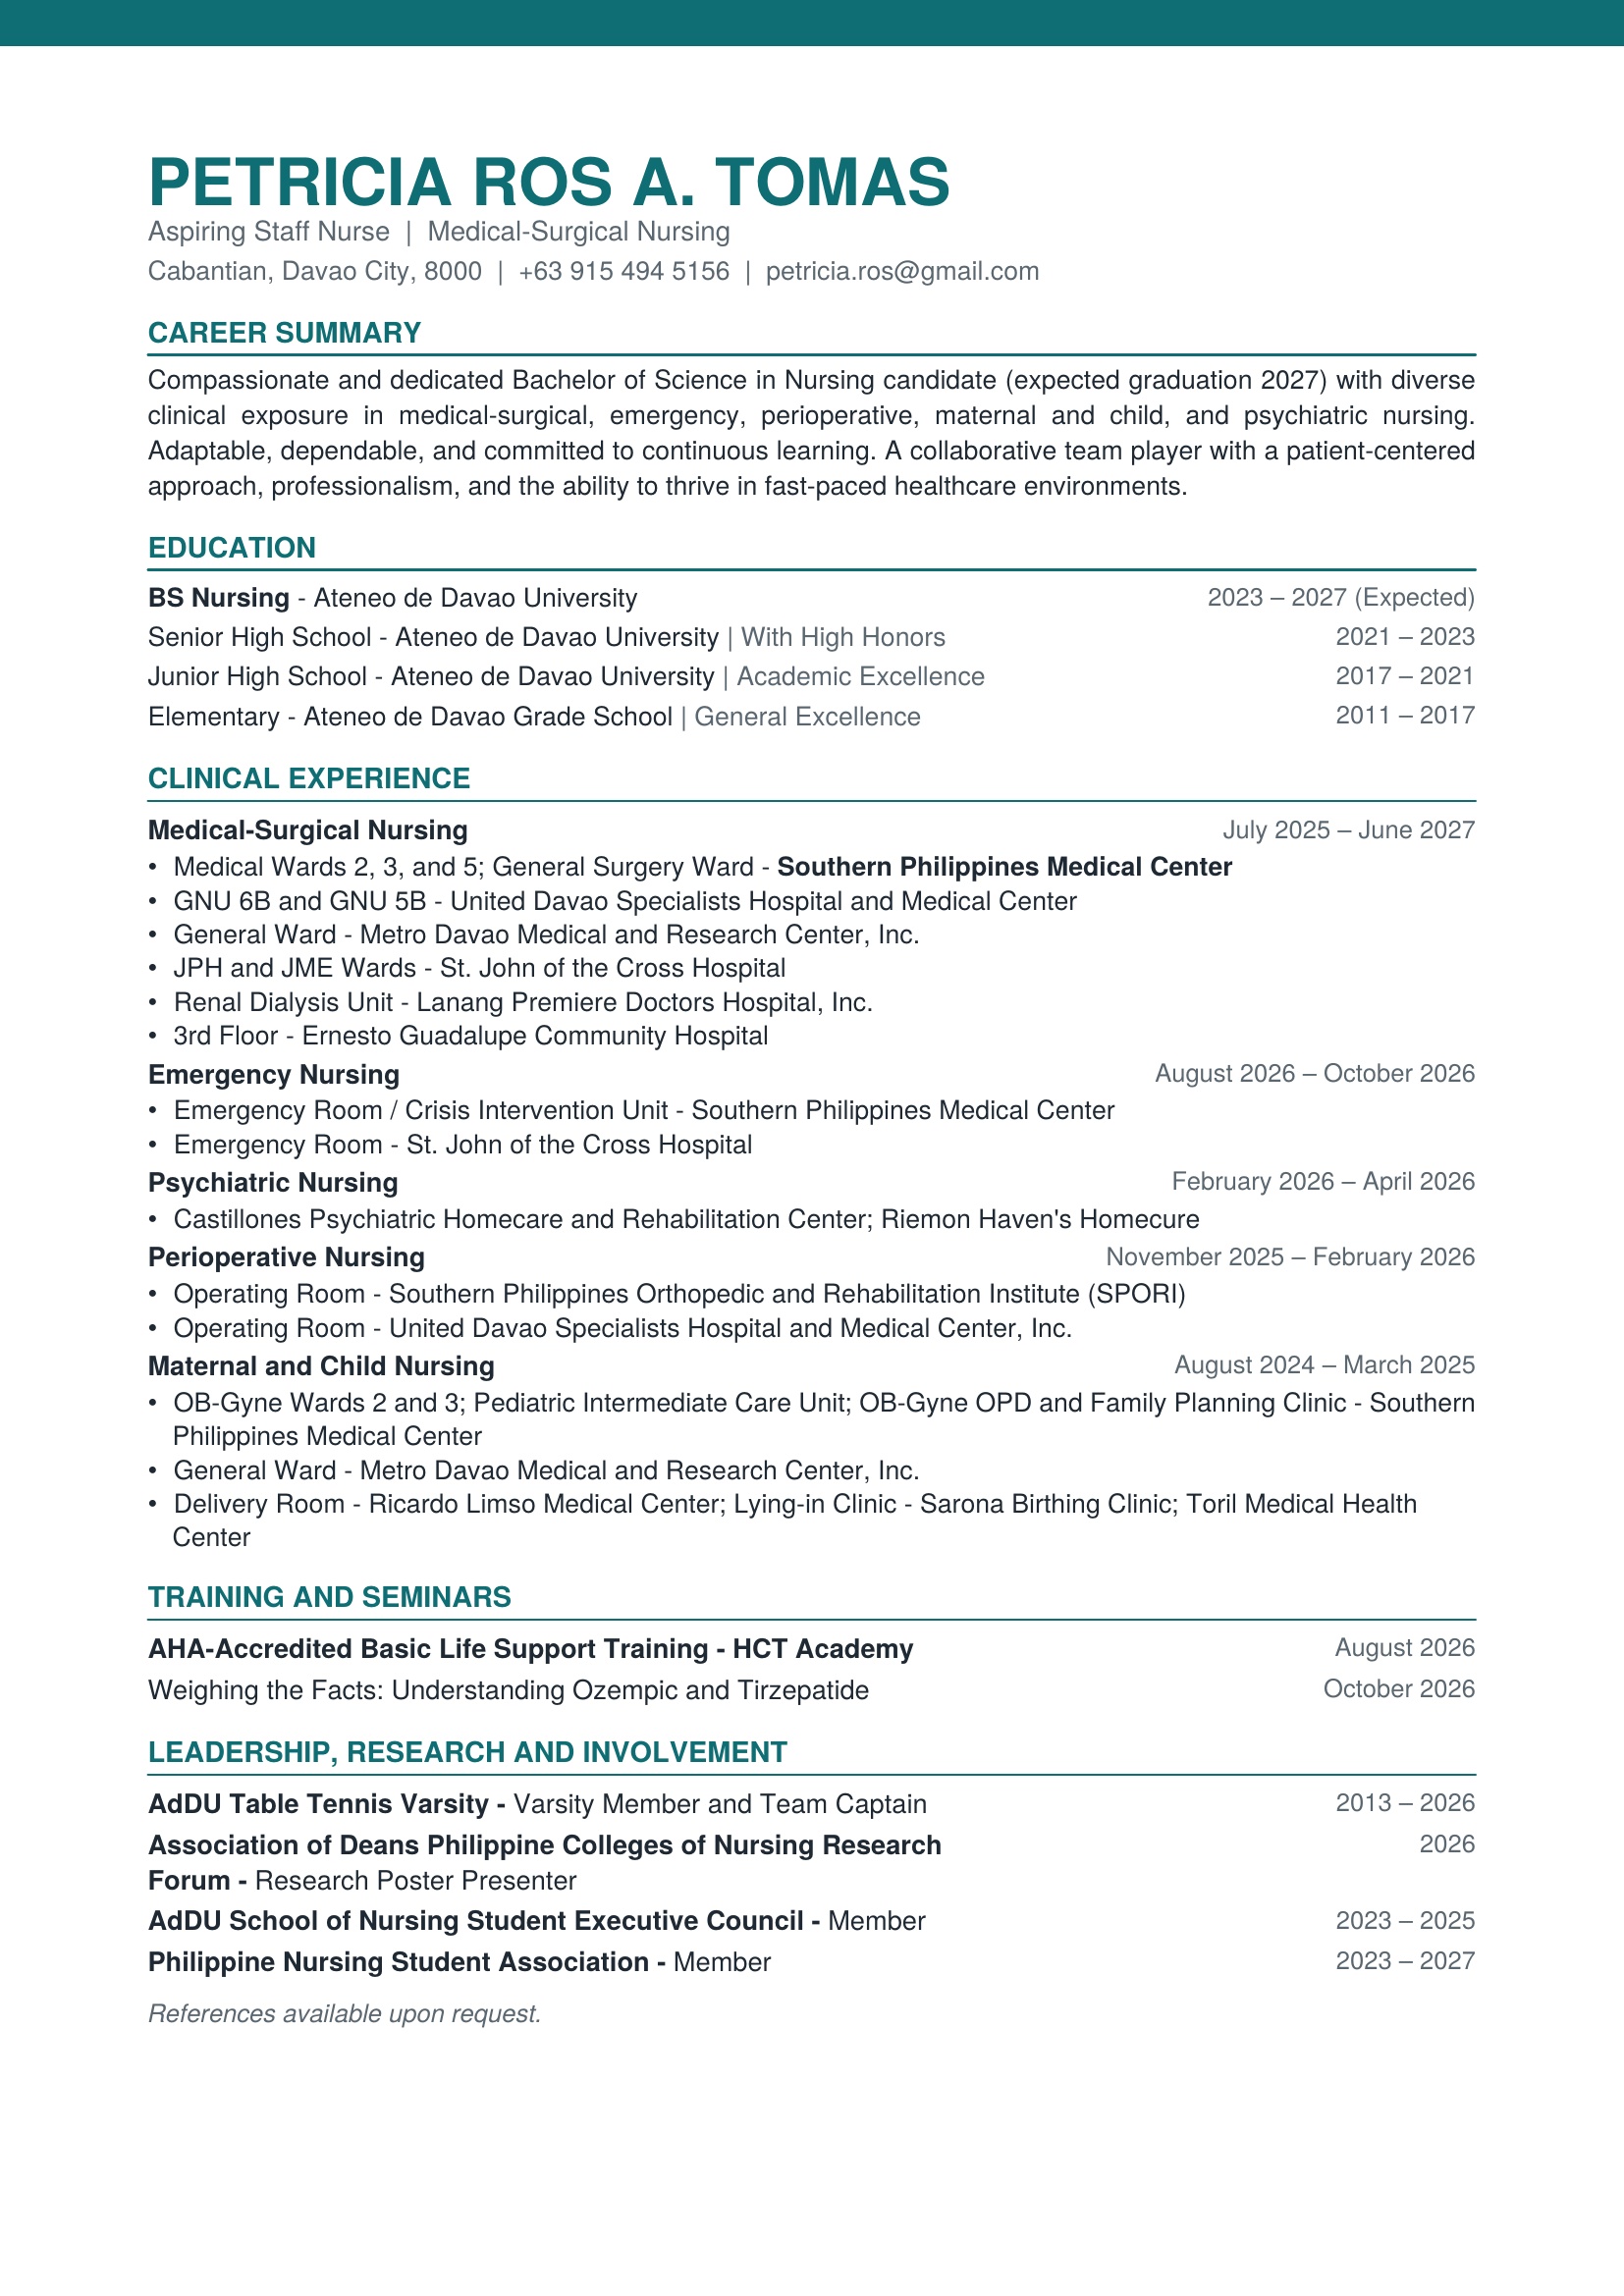 PETRICIA ROS A. TOMAS
Aspiring Staff Nurse | Medical-Surgical Nursing
Cabantian, Davao City, 8000 | +63 915 494 5156 | petricia.ros@gmail.com
CAREER SUMMARY
Compassionate and dedicated Bachelor of Science in Nursing candidate (expected graduation 2027) with diverse
clinical exposure in medical-surgical, emergency, perioperative, maternal and child, and psychiatric nursing.
Adaptable, dependable, and committed to continuous learning. A collaborative team player with a patient-centered
approach, professionalism, and the ability to thrive in fast-paced healthcare environments.
EDUCATION
BS Nursing - Ateneo de Davao University 2023 – 2027 (Expected)
Senior High School - Ateneo de Davao University | With High Honors 2021 – 2023
Junior High School - Ateneo de Davao University | Academic Excellence 2017 – 2021
Elementary - Ateneo de Davao Grade School | General Excellence 2011 – 2017
CLINICAL EXPERIENCE
Medical-Surgical Nursing July 2025 – June 2027
• Medical Wards 2, 3, and 5; General Surgery Ward - Southern Philippines Medical Center
• GNU 6B and GNU 5B - United Davao Specialists Hospital and Medical Center
• General Ward - Metro Davao Medical and Research Center, Inc.
• JPH and JME Wards - St. John of the Cross Hospital
• Renal Dialysis Unit - Lanang Premiere Doctors Hospital, Inc.
• 3rd Floor - Ernesto Guadalupe Community Hospital
Emergency Nursing August 2026 – October 2026
• Emergency Room / Crisis Intervention Unit - Southern Philippines Medical Center
• Emergency Room - St. John of the Cross Hospital
Psychiatric Nursing February 2026 – April 2026
• Castillones Psychiatric Homecare and Rehabilitation Center; Riemon Haven's Homecure
Perioperative Nursing November 2025 – February 2026
• Operating Room - Southern Philippines Orthopedic and Rehabilitation Institute (SPORI)
• Operating Room - United Davao Specialists Hospital and Medical Center, Inc.
Maternal and Child Nursing August 2024 – March 2025
• OB-Gyne Wards 2 and 3; Pediatric Intermediate Care Unit; OB-Gyne OPD and Family Planning Clinic - Southern
Philippines Medical Center
• General Ward - Metro Davao Medical and Research Center, Inc.
• Delivery Room - Ricardo Limso Medical Center; Lying-in Clinic - Sarona Birthing Clinic; Toril Medical Health
Center
TRAINING AND SEMINARS
AHA-Accredited Basic Life Support Training - HCT Academy August 2026
Weighing the Facts: Understanding Ozempic and Tirzepatide October 2026
LEADERSHIP, RESEARCH AND INVOLVEMENT
AdDU Table Tennis Varsity - Varsity Member and Team Captain 2013 – 2026
Association of Deans Philippine Colleges of Nursing Research 2026
Forum - Research Poster Presenter
AdDU School of Nursing Student Executive Council - Member 2023 – 2025
Philippine Nursing Student Association - Member 2023 – 2027
References available upon request.